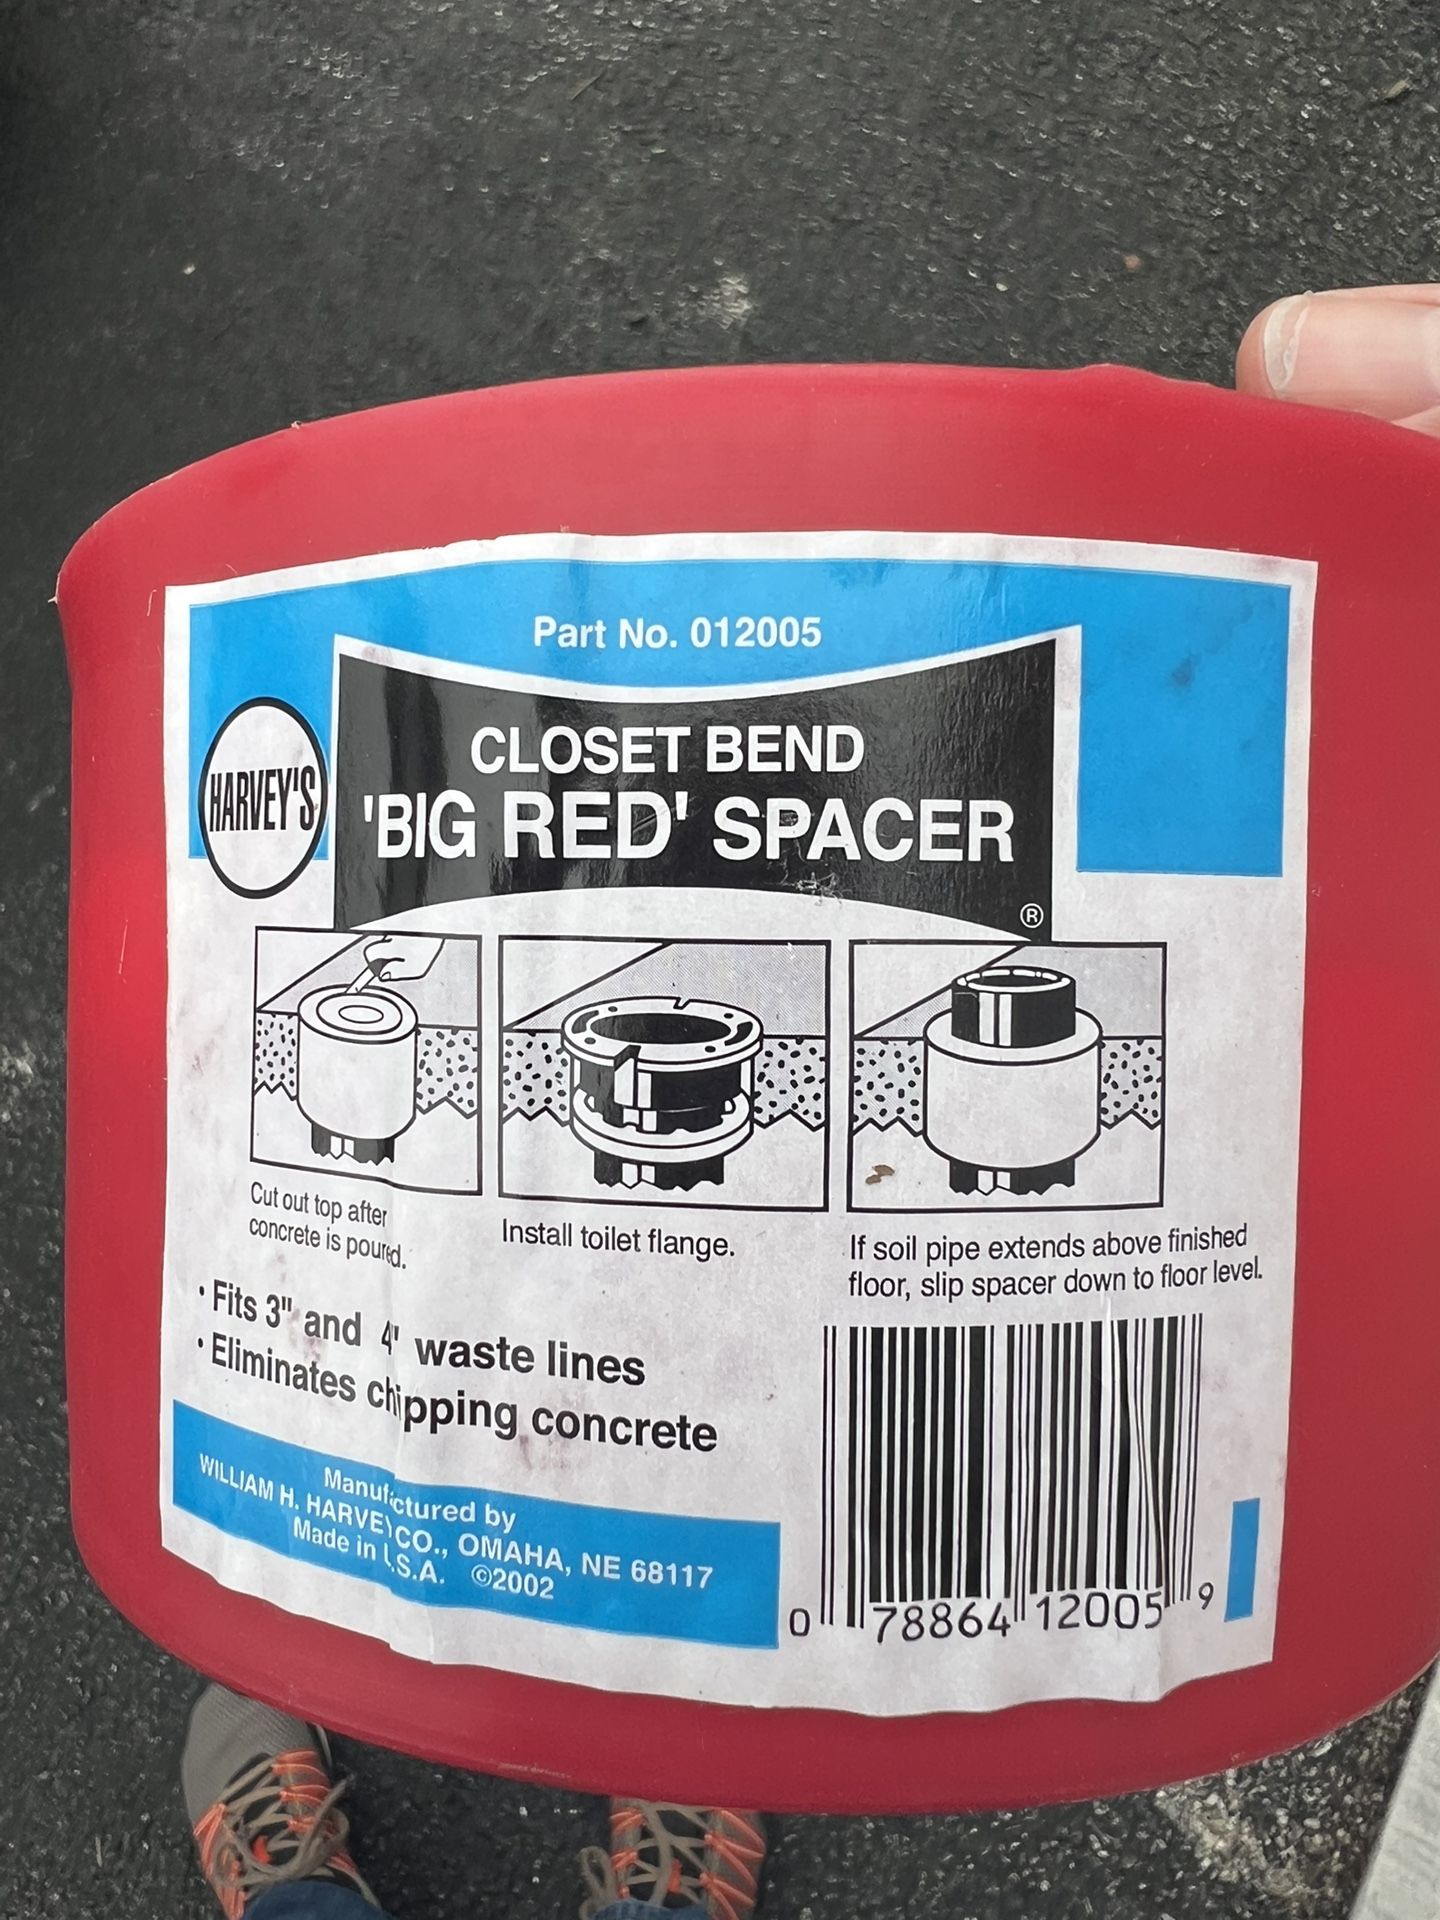 Part No. 012005
HARVEY'S
CLOSET BEND
'BIG RED' SPACER
®
Cut out top after
concrete is poured.
Install toilet flange.
If soil pipe extends above finished
floor, slip spacer down to floor level.
• Fits 3" and 4" waste lines
• Eliminates chipping concrete
Manufactured by
WILLIAM H. HARVEY CO., OMAHA, NE 68117
Made in U.S.A. ©2002
0 78864 12005 9